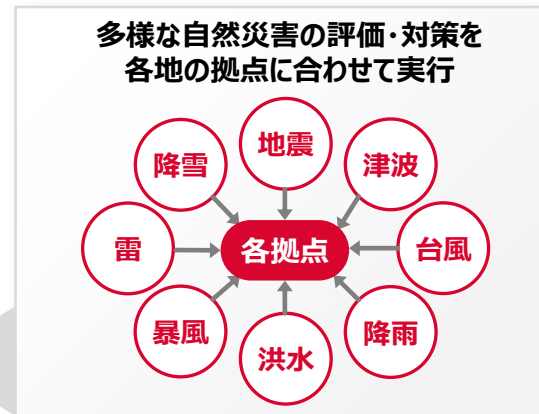 多様な自然災害の評価・対策を
各地の拠点に合わせて実行
地震
降雪
津波
雷
各拠点
台風
暴風
降雨
洪水